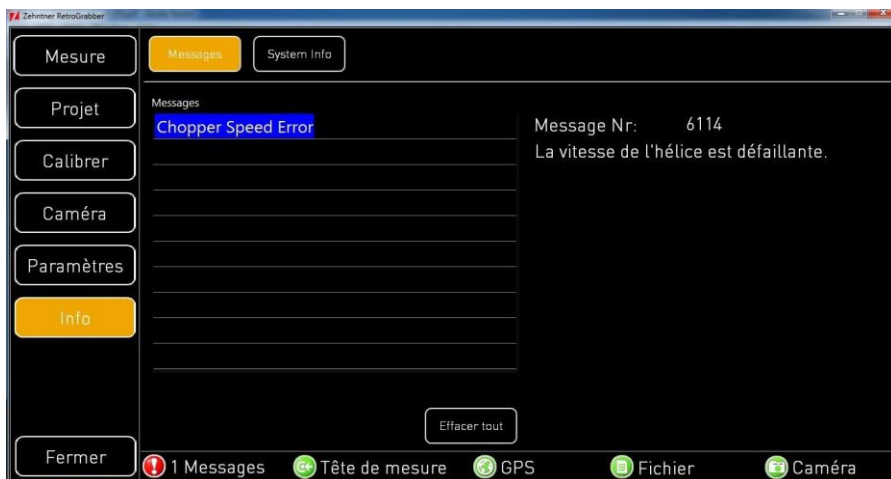 Zehntner RetroGrabber
Mesure
Messages
System Info
Projet
Messages
Chopper Speed Error
Message Nr: 6114
La vitesse de l'hélice est défaillante.
Calibrer
Caméra
Paramètres
Info
Effacer tout
Fermer
1 Messages
Tête de mesure
GPS
Fichier
Caméra